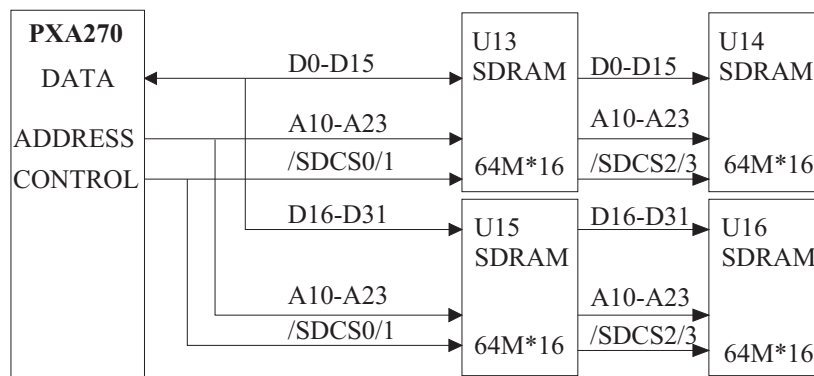 PXA270
DATA
ADDRESS
CONTROL
D0-D15
A10-A23
/SDCS0/1
U13
SDRAM
64M*16
D0-D15
A10-A23
/SDCS2/3
U14
SDRAM
64M*16
D16-D31
A10-A23
/SDCS0/1
U15
SDRAM
64M*16
D16-D31
A10-A23
/SDCS2/3
U16
SDRAM
64M*16